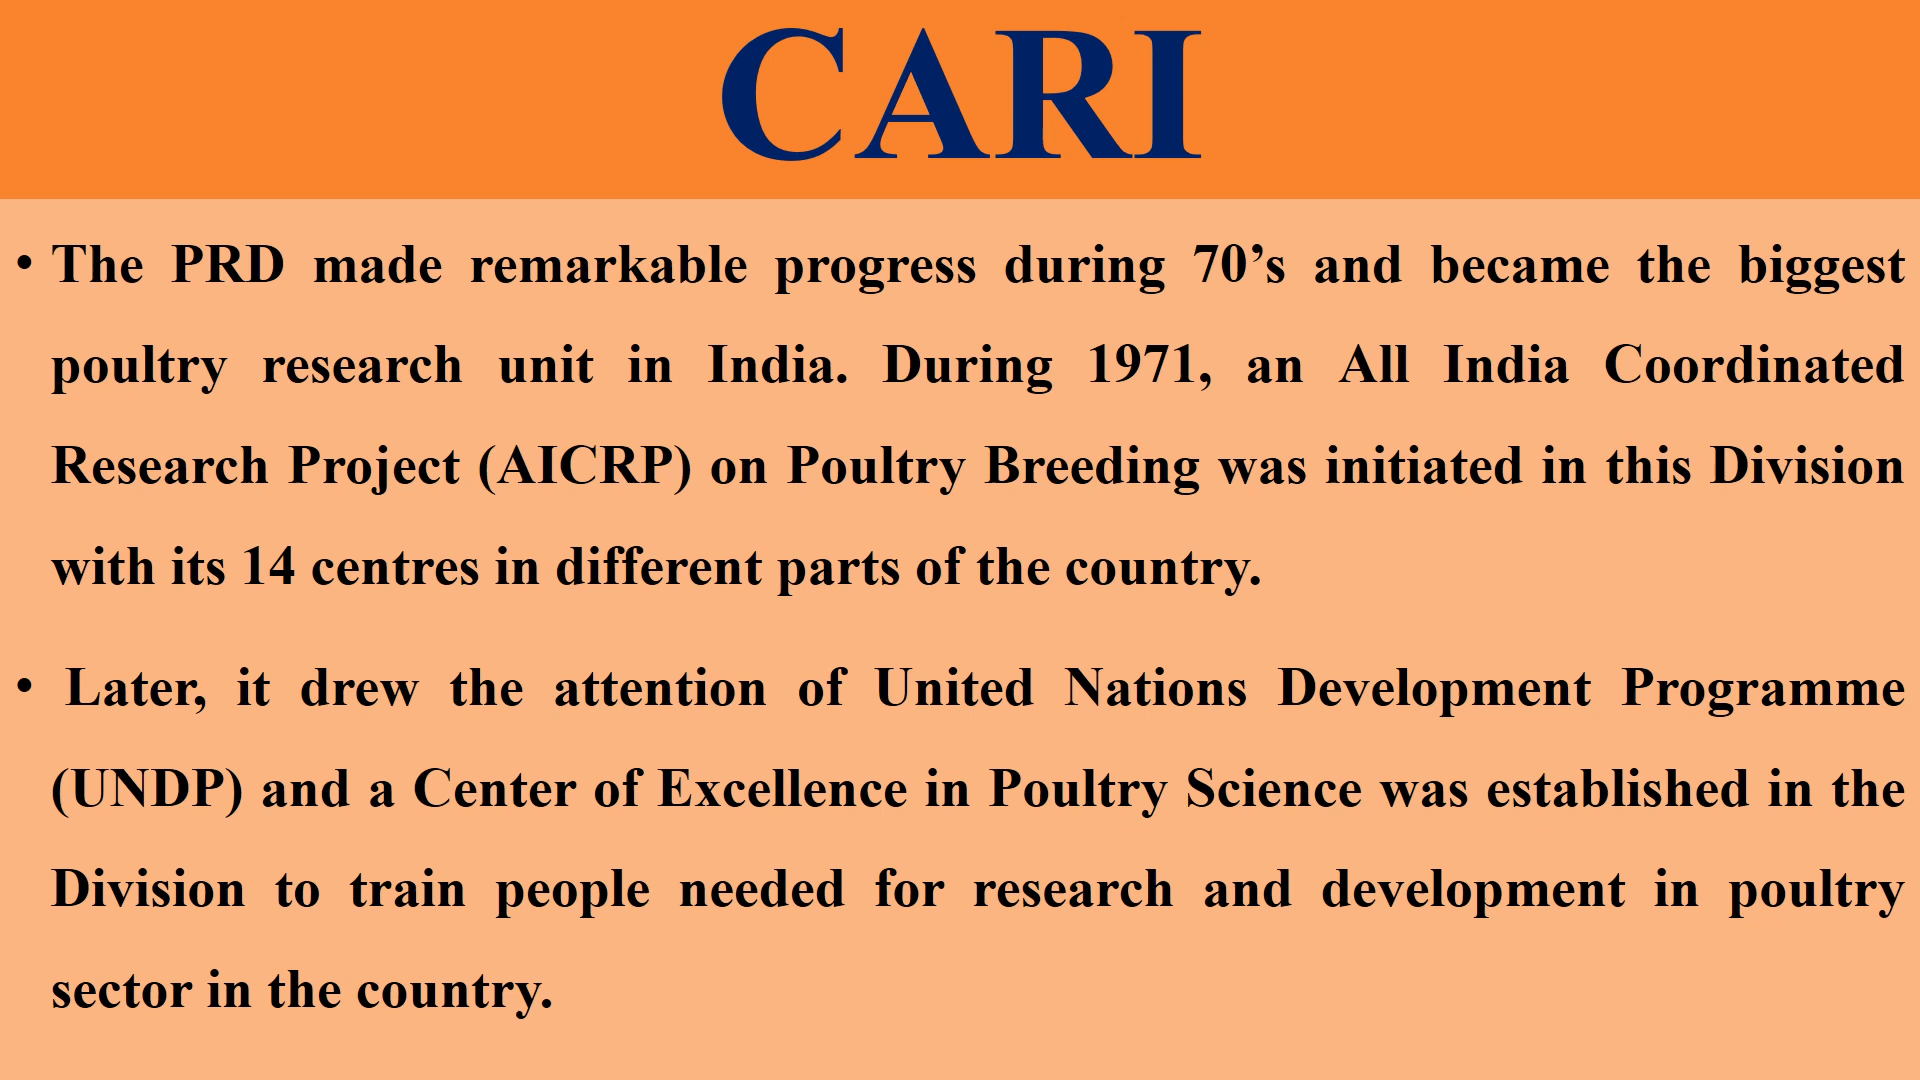 CARI
• The PRD made remarkable progress during 70’s and became the biggest
poultry research unit in India. During 1971, an All India Coordinated
Research Project (AICRP) on Poultry Breeding was initiated in this Division
with its 14 centres in different parts of the country.
• Later, it drew the attention of United Nations Development Programme
(UNDP) and a Center of Excellence in Poultry Science was established in the
Division to train people needed for research and development in poultry
sector in the country.